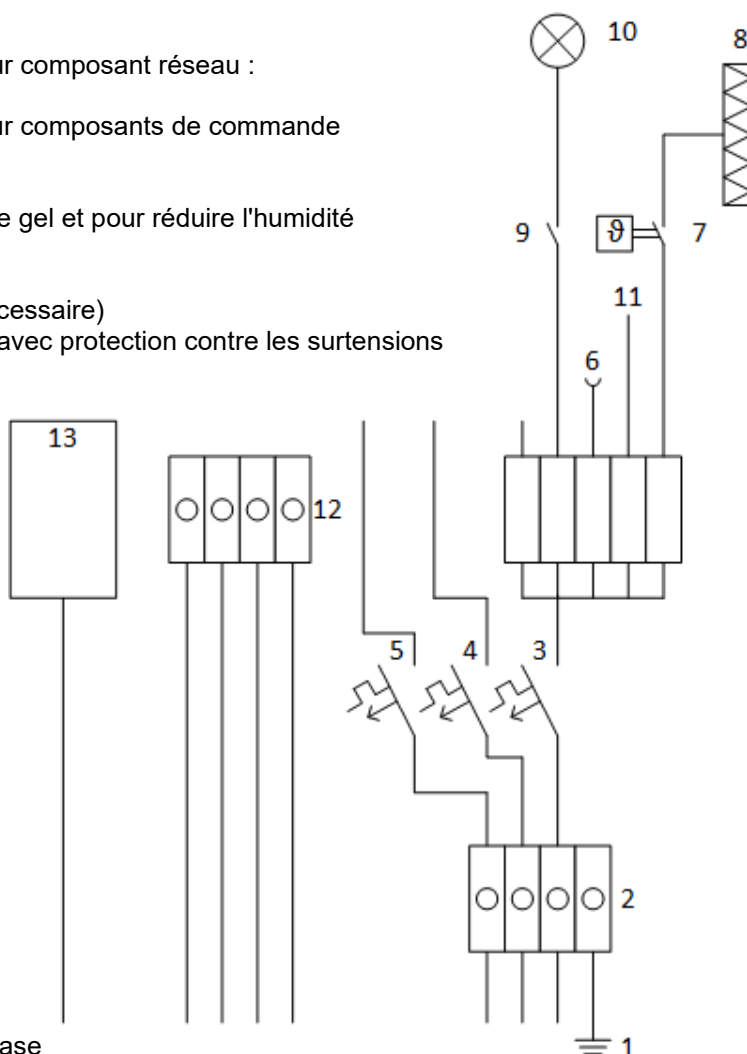 10
8
ur composant réseau :
ur composants de commande
e gel et pour réduire l'humidité
9
ϑ
7
cessaire)
11
avec protection contre les surtensions
6
13
12
5
4
3
2
1
ase